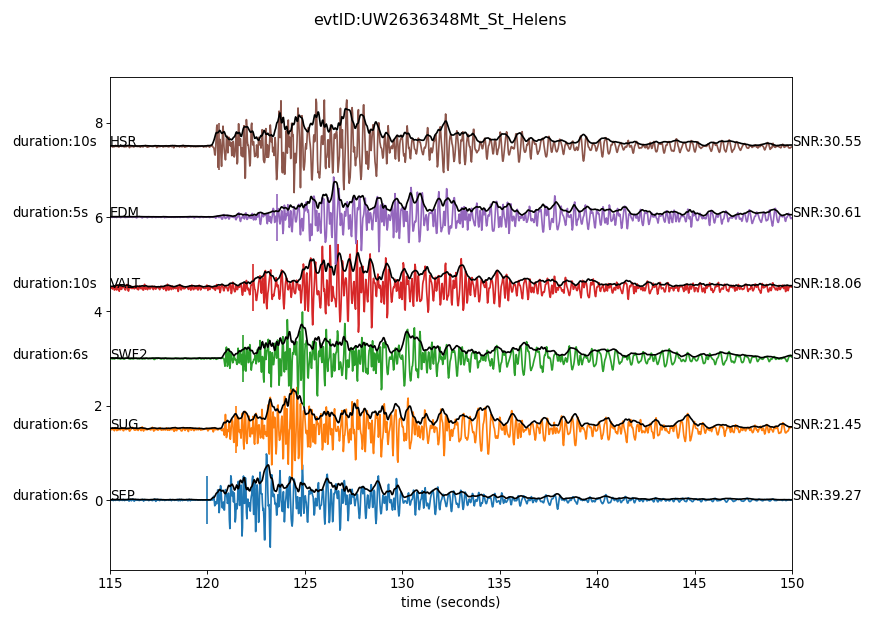 evtID:UW2636348Mt_St_Helens
8
duration:10s HSR SNR:30.55
duration:5s EDM SNR:30.61
6
duration:10s VALT SNR:18.06
4
duration:6s SWF2 SNR:30.5
2
duration:6s SUG SNR:21.45
duration:6s SEP SNR:39.27
0
115 120 125 130 135 140 145 150
time (seconds)